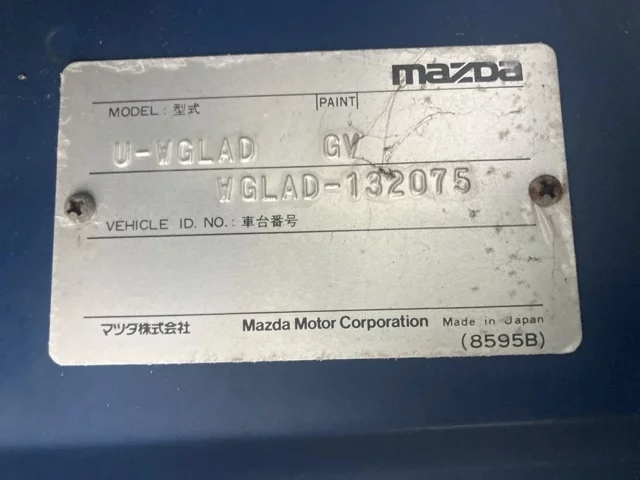 mazda
MODEL : 型式 PAINT
U-WGLAD GV
WGLAD-132075
VEHICLE ID. NO. : 車台番号
マツダ株式会社 Mazda Motor Corporation Made in Japan
(8595B)